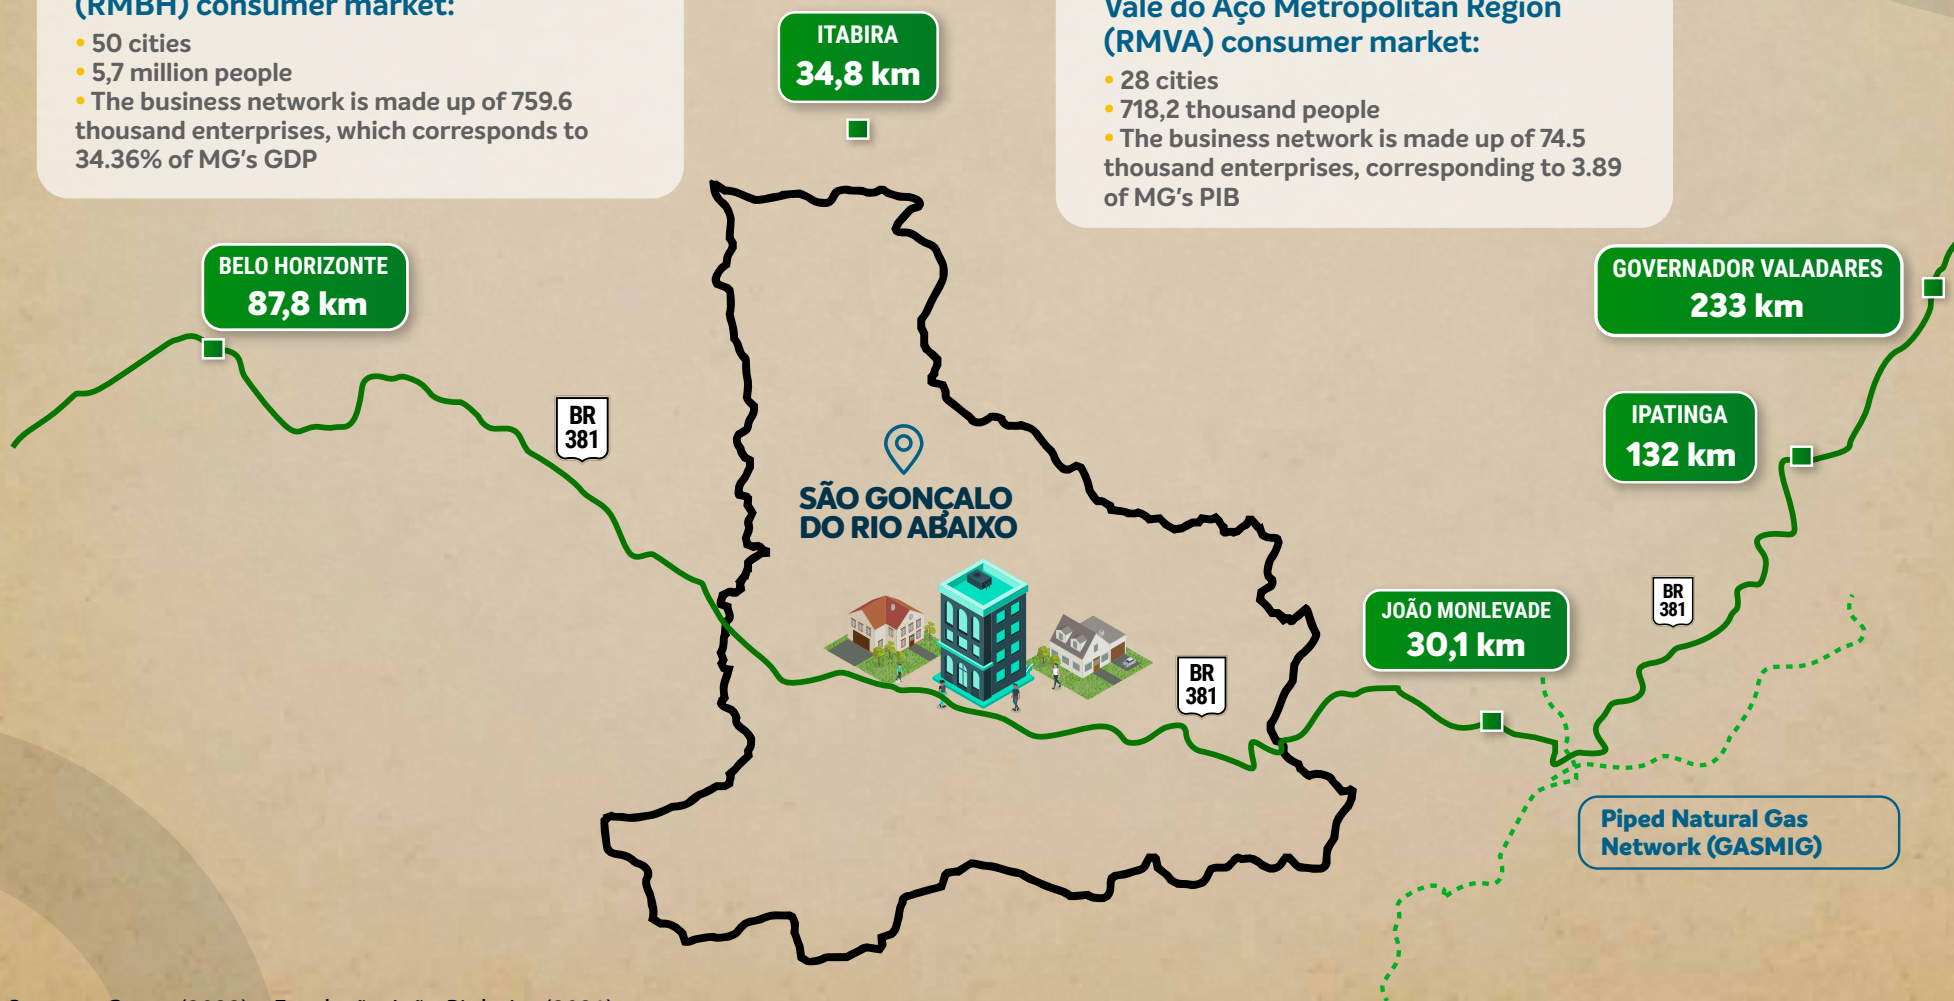 (RMBH) consumer market:
• 50 cities
• 5,7 million people
• The business network is made up of 759.6
thousand enterprises, which corresponds to
34.36% of MG's GDP
ITABIRA
34,8 km
Vale do Aço Metropolitan Region
(RMVA) consumer market:
• 28 cities
• 718,2 thousand people
• The business network is made up of 74.5
thousand enterprises, corresponding to 3.89
of MG's PIB
BELO HORIZONTE
87,8 km
GOVERNADOR VALADARES
233 km
BR
381
IPATINGA
132 km
SÃO GONÇALO
DO RIO ABAIXO
BR
381
JOÃO MONLEVADE
30,1 km
BR
381
Piped Natural Gas
Network (GASMIG)